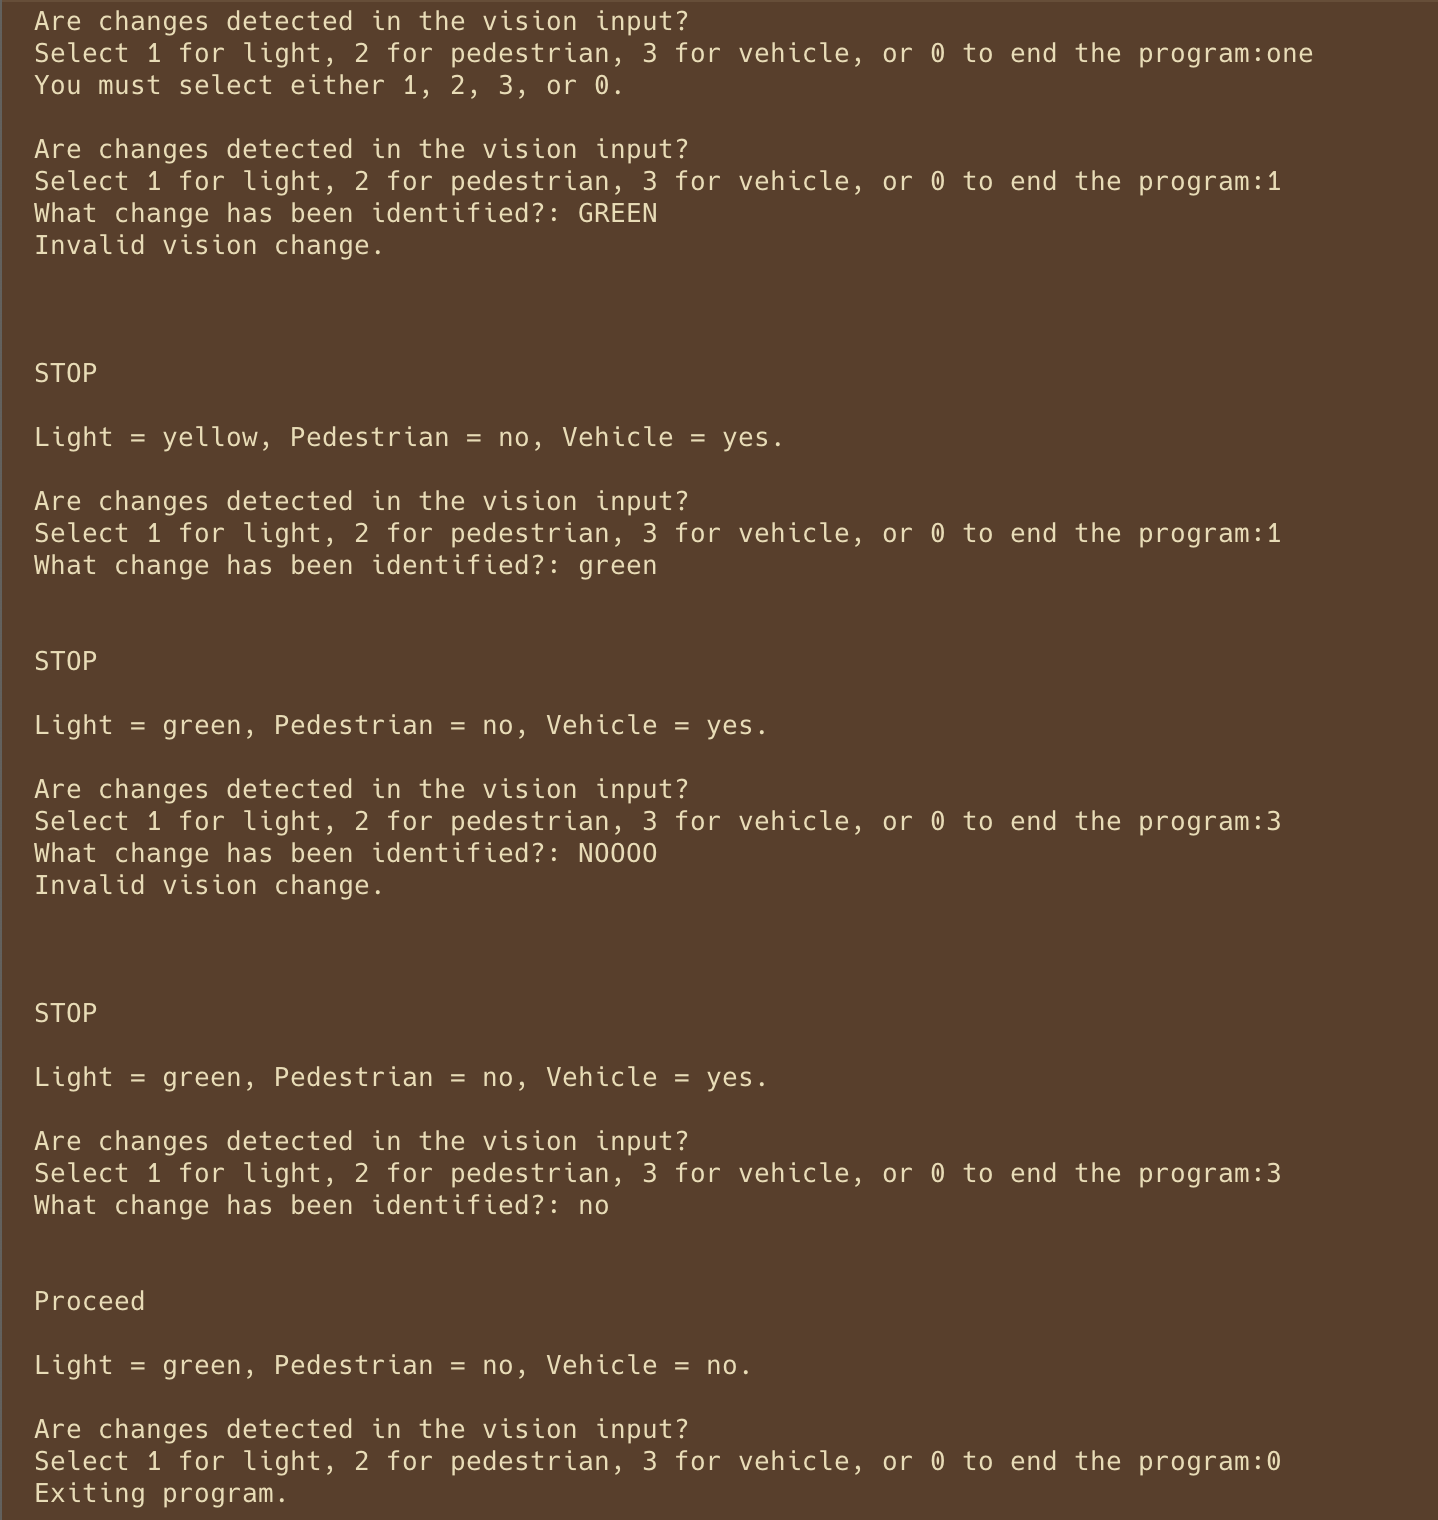 Are changes detected in the vision input?
Select 1 for light, 2 for pedestrian, 3 for vehicle, or 0 to end the program:one
You must select either 1, 2, 3, or 0.
Are changes detected in the vision input?
Select 1 for light, 2 for pedestrian, 3 for vehicle, or 0 to end the program:1
What change has been identified?: GREEN
Invalid vision change.
STOP
Light = yellow, Pedestrian = no, Vehicle = yes.
Are changes detected in the vision input?
Select 1 for light, 2 for pedestrian, 3 for vehicle, or 0 to end the program:1
What change has been identified?: green
STOP
Light = green, Pedestrian = no, Vehicle = yes.
Are changes detected in the vision input?
Select 1 for light, 2 for pedestrian, 3 for vehicle, or 0 to end the program:3
What change has been identified?: NOOOO
Invalid vision change.
STOP
Light = green, Pedestrian = no, Vehicle = yes.
Are changes detected in the vision input?
Select 1 for light, 2 for pedestrian, 3 for vehicle, or 0 to end the program:3
What change has been identified?: no
Proceed
Light = green, Pedestrian = no, Vehicle = no.
Are changes detected in the vision input?
Select 1 for light, 2 for pedestrian, 3 for vehicle, or 0 to end the program:0
Exiting program.